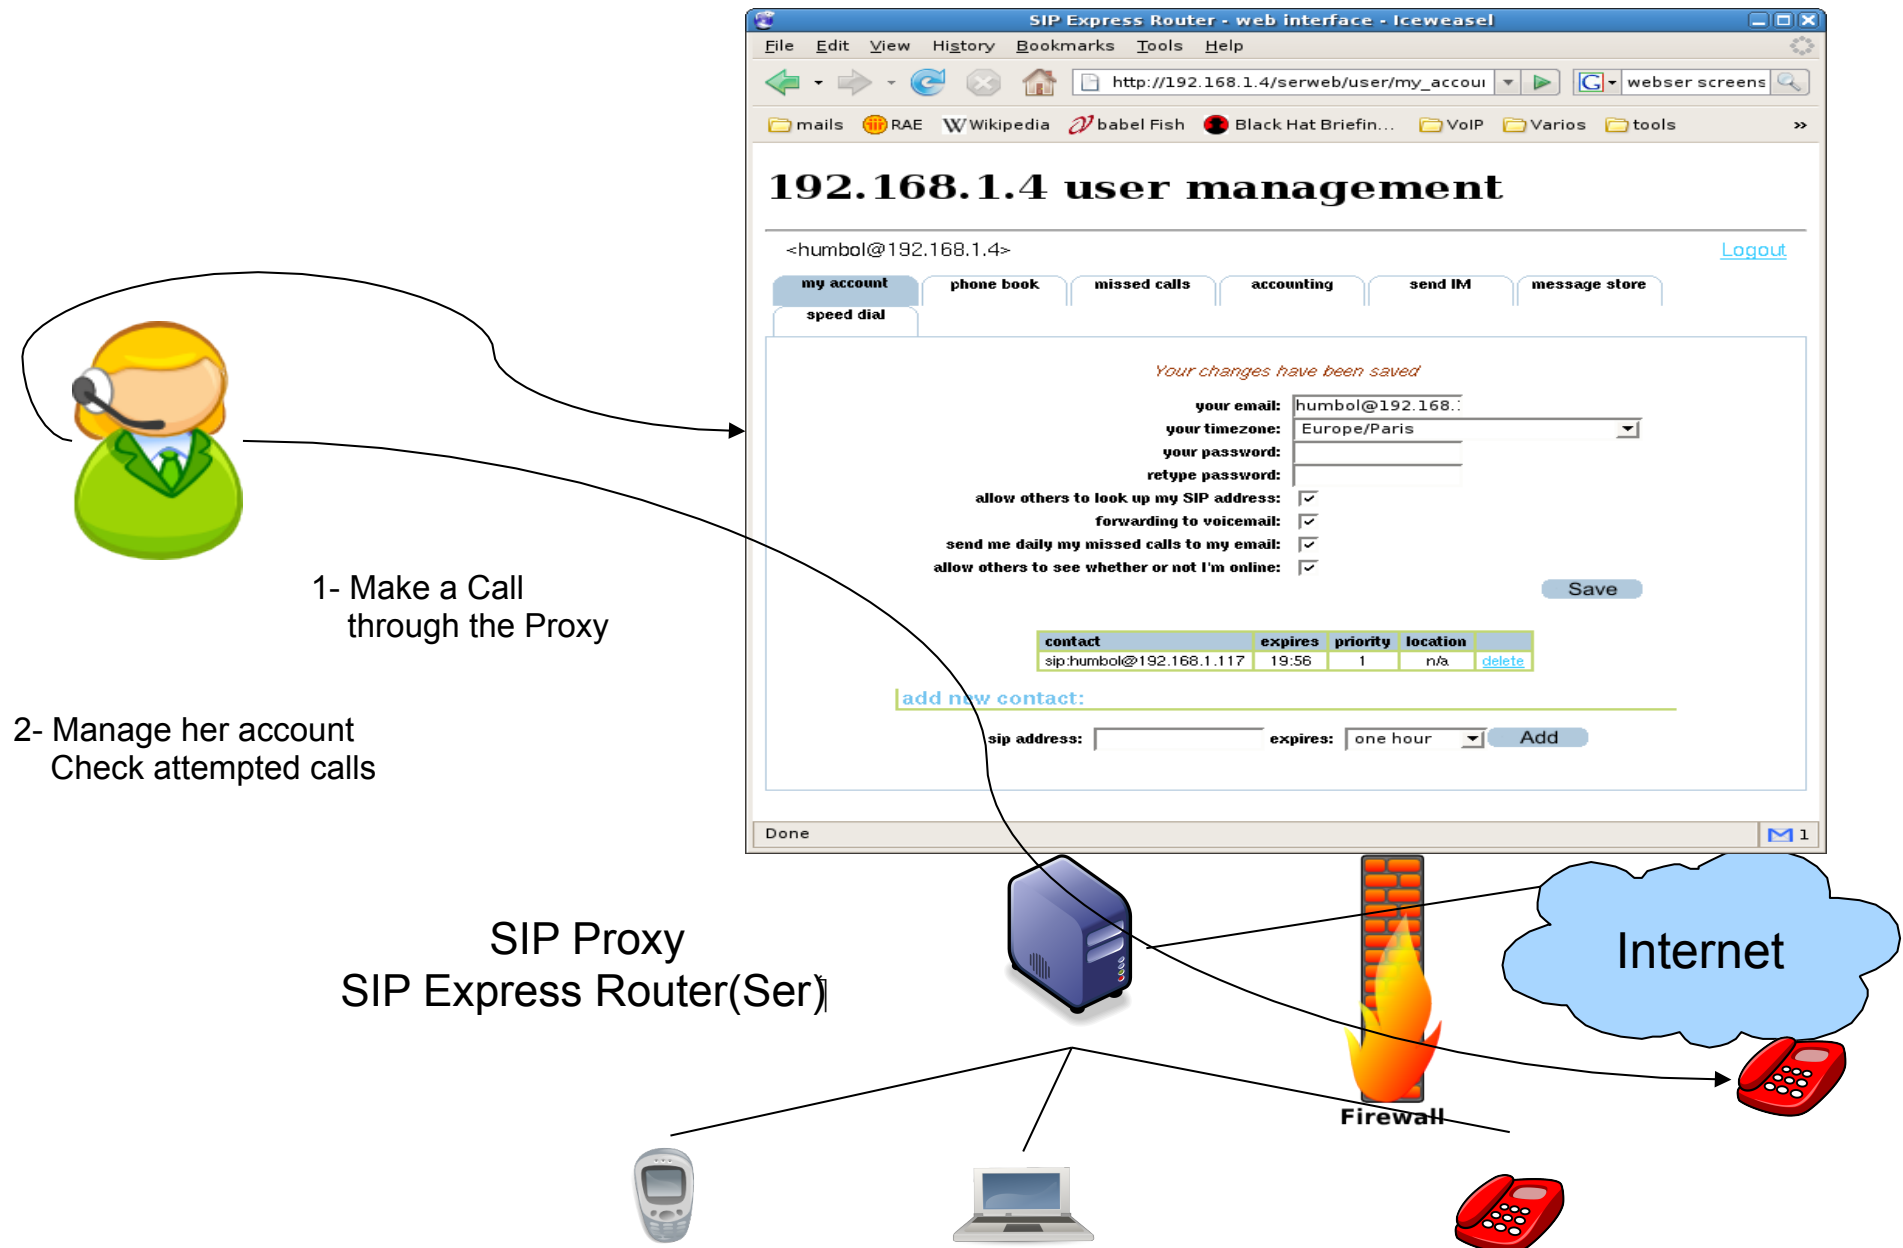 SIP Express Router - web interface - Iceweasel
File Edit View History Bookmarks Tools Help
http://192.168.1.4/serweb/user/my_accou
G webser screens
mails RAE Wikipedia babel Fish Black Hat Briefin... VoIP Varios tools »
192.168.1.4 user management
<humbol@192.168.1.4> Logout
my account phone book missed calls accounting send IM message store
speed dial
Your changes have been saved
your email: humbol@192.168.
your timezone: Europe/Paris
your password:
retype password:
allow others to look up my SIP address:
forwarding to voicemail:
send me daily my missed calls to my email:
allow others to see whether or not I'm online:
Save
contact expires priority location
sip:humbol@192.168.1.117 19:56 1 n/a delete
add new contact:
sip address: expires: one hour Add
Done 1
1- Make a Call
through the Proxy
2- Manage her account
Check attempted calls
SIP Proxy
SIP Express Router(Ser)
Internet
Firewall